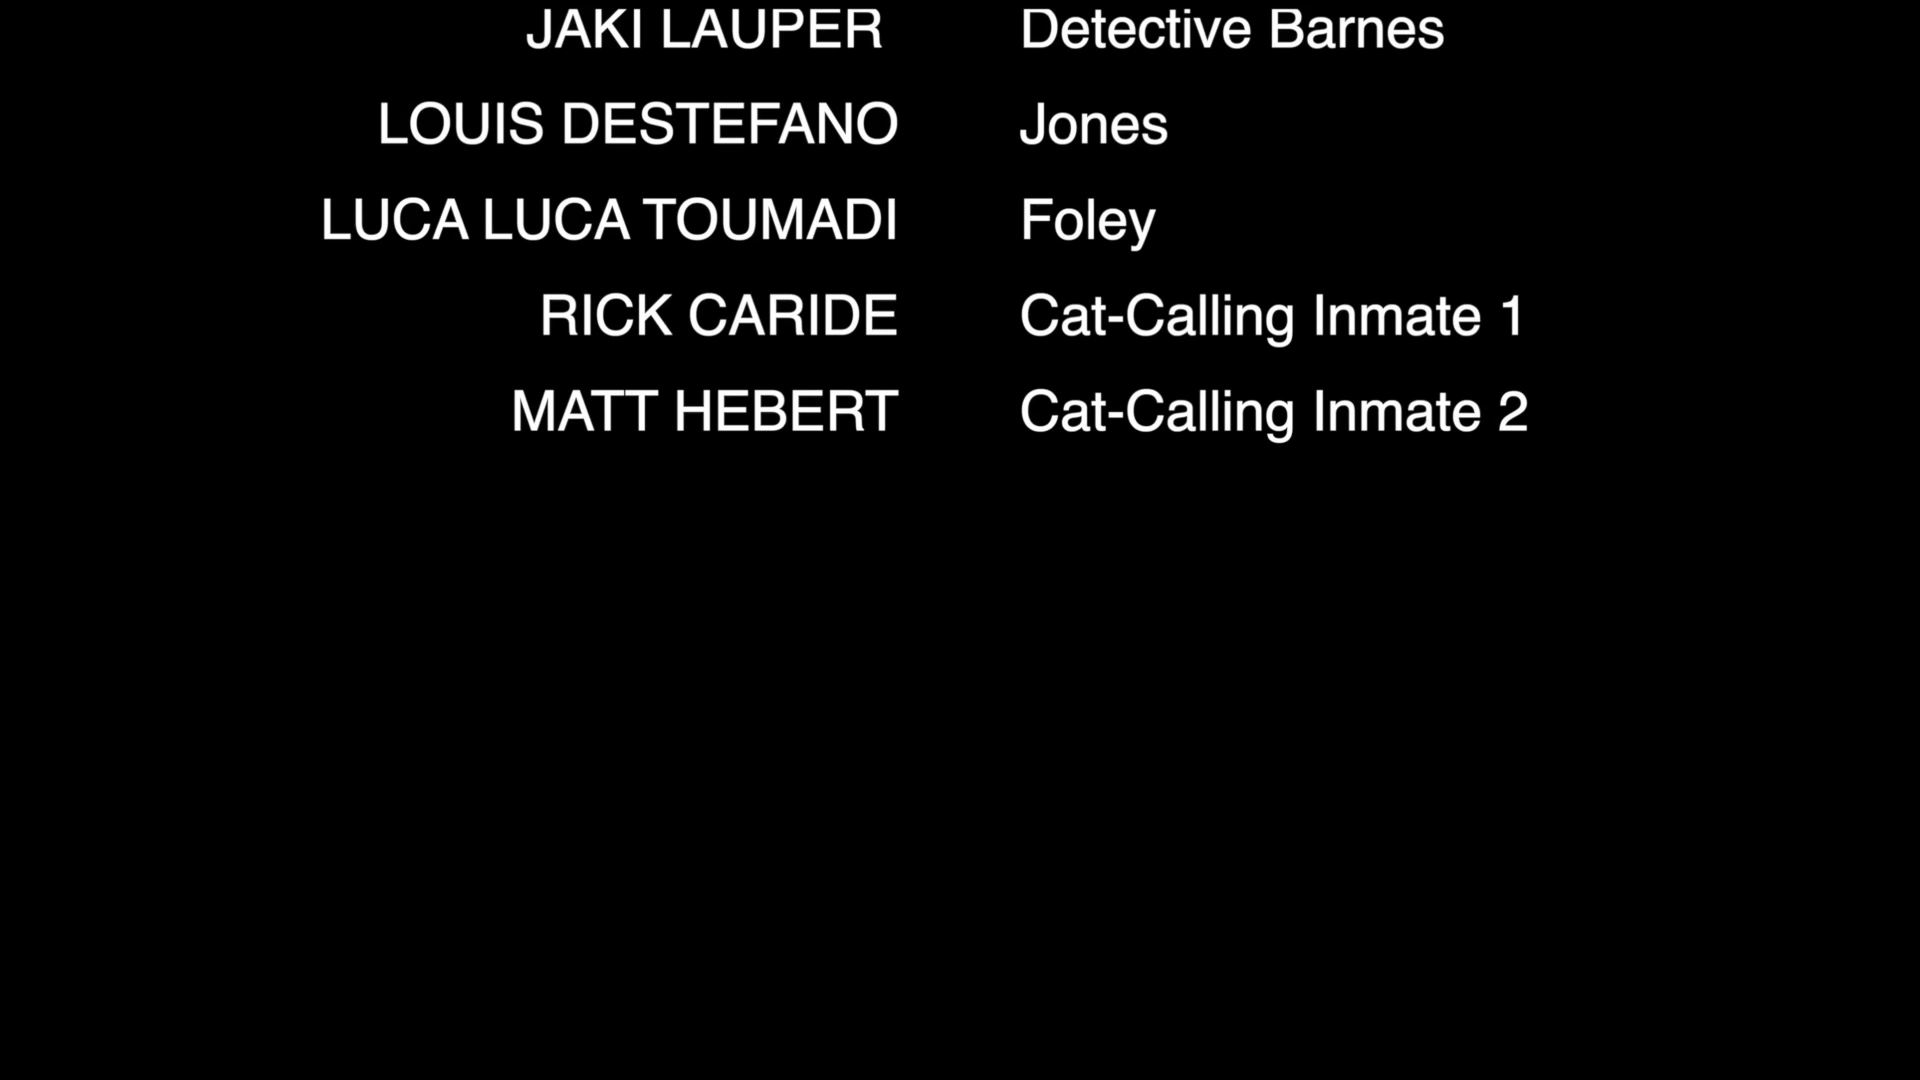 JAKI LAUPER Detective Barnes
LOUIS DESTEFANO Jones
LUCA LUCA TOUMADI Foley
RICK CARIDE Cat-Calling Inmate 1
MATT HEBERT Cat-Calling Inmate 2